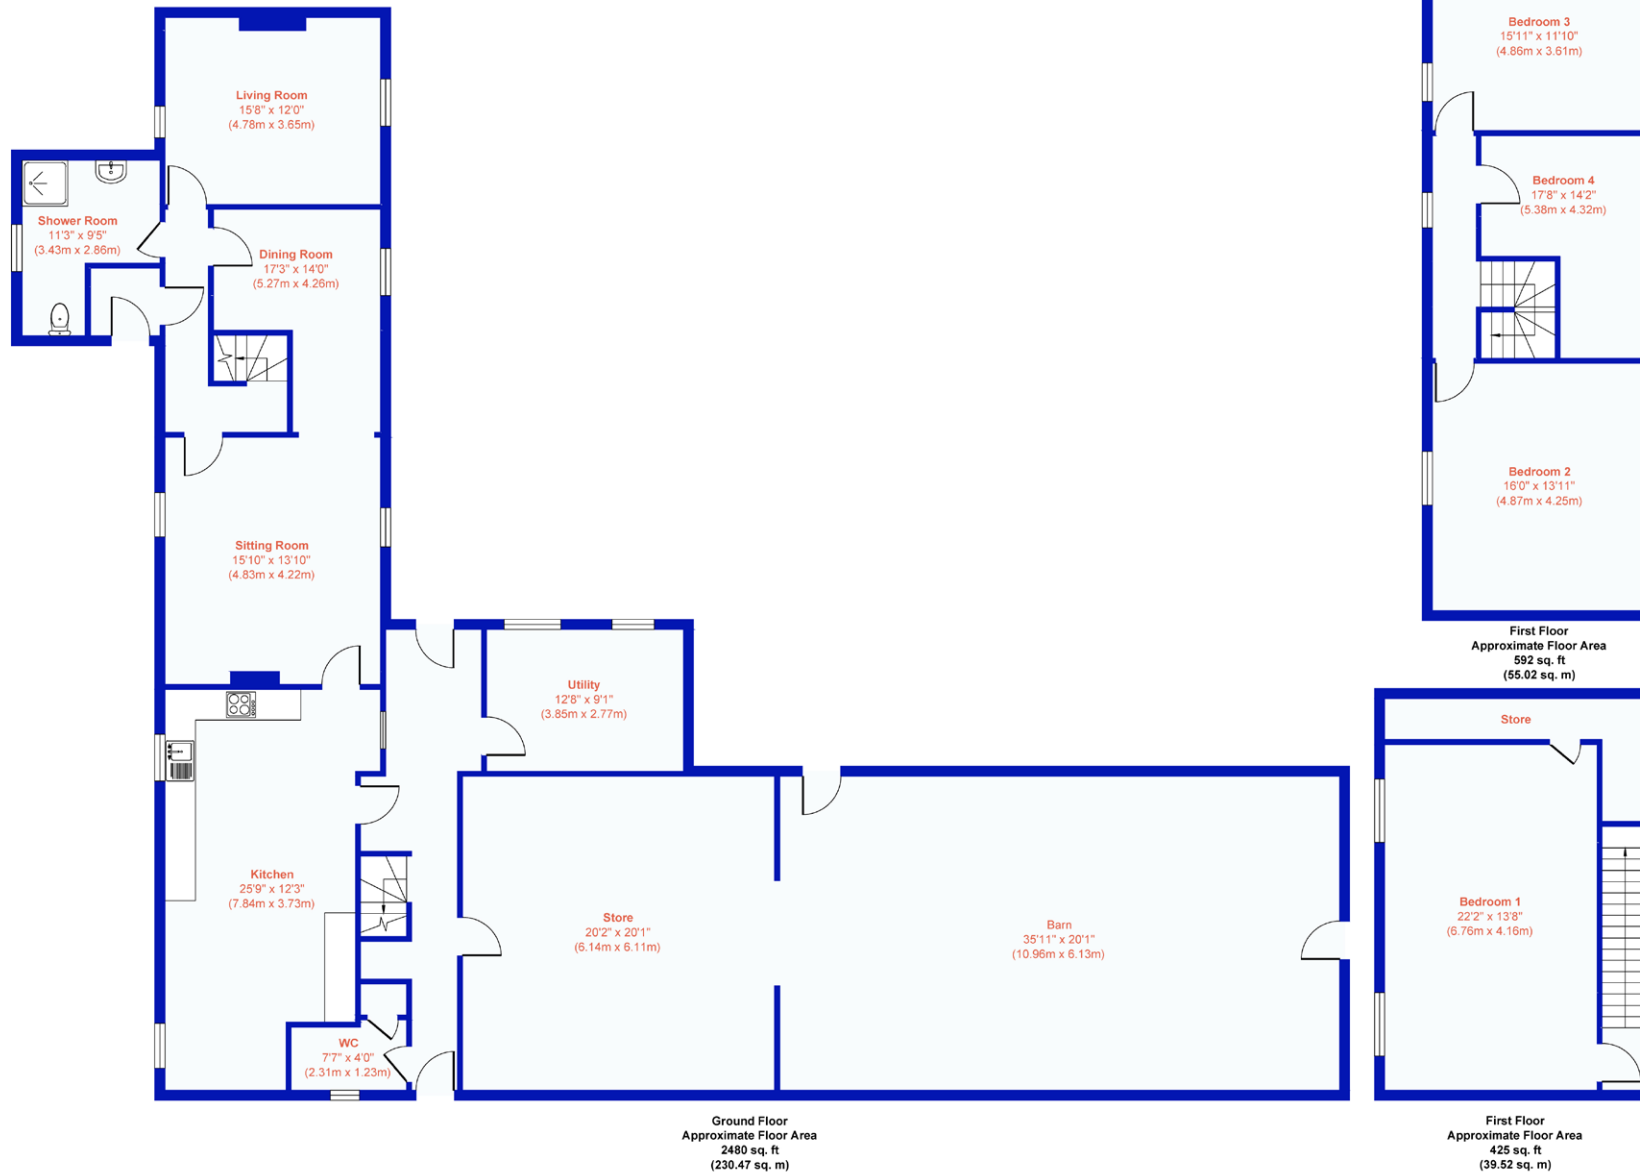 Living Room
15'8" x 12'0"
(4.78m x 3.65m)
Shower Room
11'3" x 9'5"
(3.43m x 2.86m)
Dining Room
17'3" x 14'0"
(5.27m x 4.26m)
Sitting Room
15'10" x 13'10"
(4.83m x 4.22m)
Utility
12'8" x 9'1"
(3.85m x 2.77m)
Kitchen
25'9" x 12'3"
(7.84m x 3.73m)
WC
7'7" x 4'0"
(2.31m x 1.23m)
Store
20'2" x 20'1"
(6.14m x 6.11m)
Barn
35'11" x 20'1"
(10.96m x 6.13m)
Ground Floor
Approximate Floor Area
2480 sq. ft
(230.47 sq. m)
Bedroom 3
15'11" x 11'10"
(4.86m x 3.61m)
Bedroom 4
17'8" x 14'2"
(5.38m x 4.32m)
Bedroom 2
16'0" x 13'11"
(4.87m x 4.25m)
First Floor
Approximate Floor Area
592 sq. ft
(55.02 sq. m)
Store
Bedroom 1
22'2" x 13'8"
(6.76m x 4.16m)
First Floor
Approximate Floor Area
425 sq. ft
(39.52 sq. m)